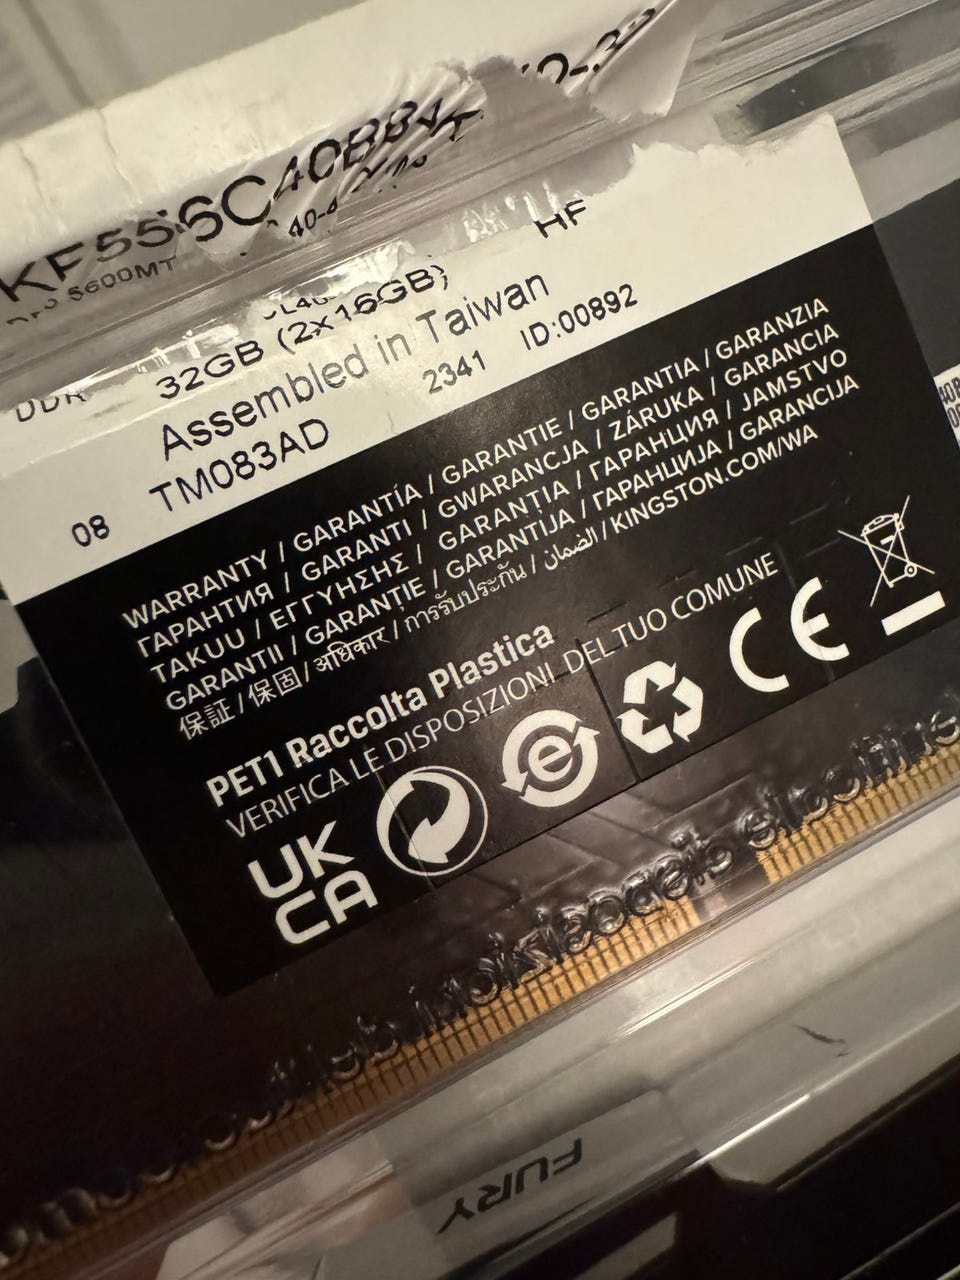 KF556C40BB
5600MT
32GB (2x16GB)
HF
Assembled in Taiwan
2341 ID:00892
08 TM083AD
WARRANTY / GARANTÍA / GARANTIE / GARANTIA / GARANZIA
ГАРАНТИЯ / GARANTI / GWARANCJA / ZÁRUKA / GARANCIA
TAKUU / ΕΓΓΥΗΣΗΣ / GARANȚIA / ГАРАНЦИЯ / JAMSTVO
GARANTII / GARANȚIE / GARANTIJA / ГАРАНЦИЈА / GARANCIJA
保証 / 保固 / अधिकार / การรับประกัน / الضمان / KINGSTON.COM/WA
PET1 Raccolta Plastica
VERIFICA LE DISPOSIZIONI DEL TUO COMUNE
UK
CA
e
CE
FURY